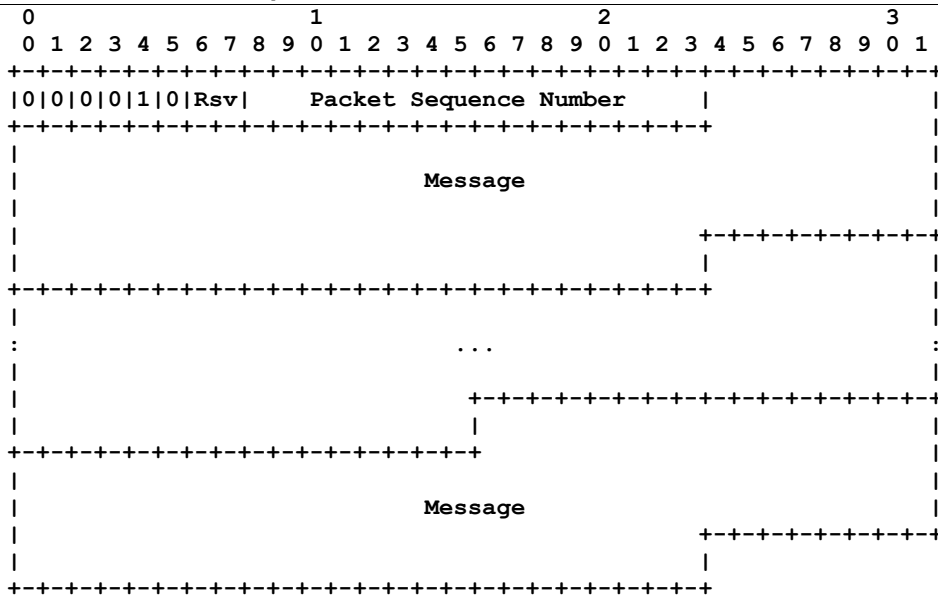 0                   1                   2                   3
 0 1 2 3 4 5 6 7 8 9 0 1 2 3 4 5 6 7 8 9 0 1 2 3 4 5 6 7 8 9 0 1
+-+-+-+-+-+-+-+-+-+-+-+-+-+-+-+-+-+-+-+-+-+-+-+-+-+-+-+-+-+-+-+-+
|0|0|0|0|1|0|Rsv|    Packet Sequence Number     |               |
+-+-+-+-+-+-+-+-+-+-+-+-+-+-+-+-+-+-+-+-+-+-+-+-+               |
|                                                               |
|                            Message                            |
|                                                               |
|                                               +-+-+-+-+-+-+-+-+
|                                               |               |
+-+-+-+-+-+-+-+-+-+-+-+-+-+-+-+-+-+-+-+-+-+-+-+-+               |
|                                                               |
:                              ...                              :
|                                                               |
|                               +-+-+-+-+-+-+-+-+-+-+-+-+-+-+-+-+
|                               |                               |
+-+-+-+-+-+-+-+-+-+-+-+-+-+-+-+-+                               |
|                                                               |
|                            Message                            |
|                                               +-+-+-+-+-+-+-+-+
|                                               |
+-+-+-+-+-+-+-+-+-+-+-+-+-+-+-+-+-+-+-+-+-+-+-+-+